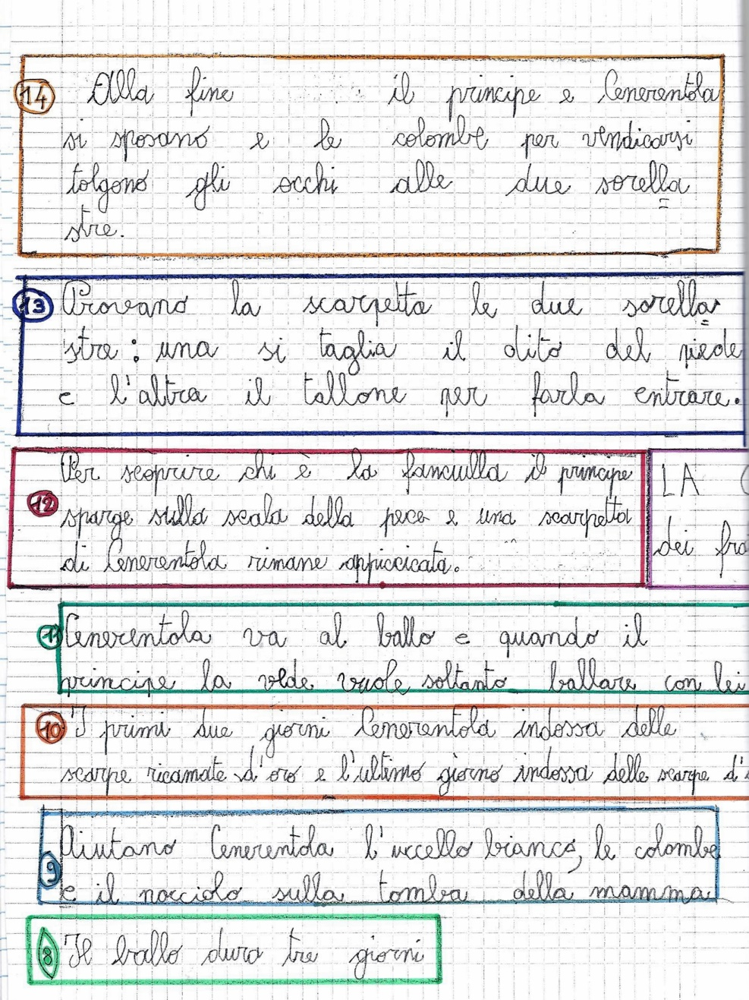 14 Alla fine il principe e Cenerentola
si sposano e le colombe per vendicarsi
tolgono gli occhi alle due sorella=
stre.
13 Provano la scarpetta le due sorella=
stre: una si taglia il dito del piede
e l'altra il tallone per farla entrare.
12 Per scoprire chi è la fanciulla il principe
sparge sulla scala della pece e una scarpetta
di Cenerentola rimane appiccicata.
LA
dei
11 Cenerentola va al ballo e quando il
principe la vede vuole soltanto ballare con lei
10 I primi due giorni Cenerentola indossa delle
scarpe ricamate d'oro e l'ultimo giorno indossa delle scarpe
9 Aiutano Cenerentola l'uccello bianco, le colombe
e il nocciolo sulla tomba della mamma
8 Il ballo dura tre giorni